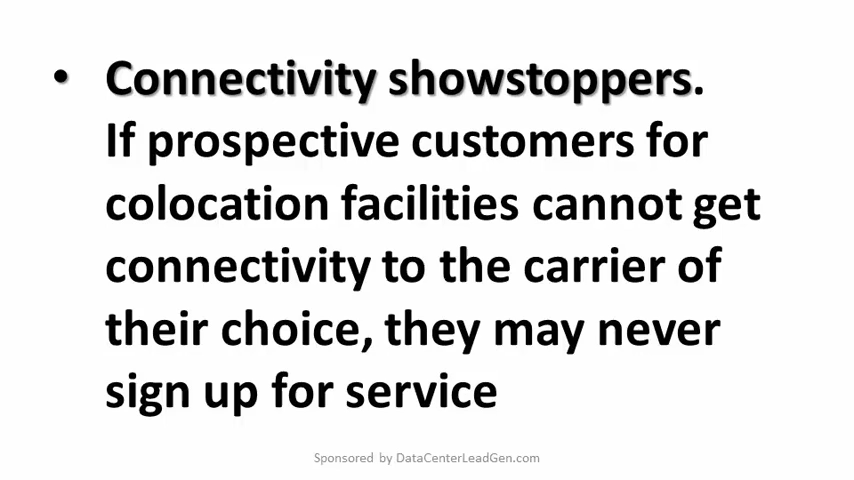 • Connectivity showstoppers.
If prospective customers for
colocation facilities cannot get
connectivity to the carrier of
their choice, they may never
sign up for service
Sponsored by DataCenterLeadGen.com